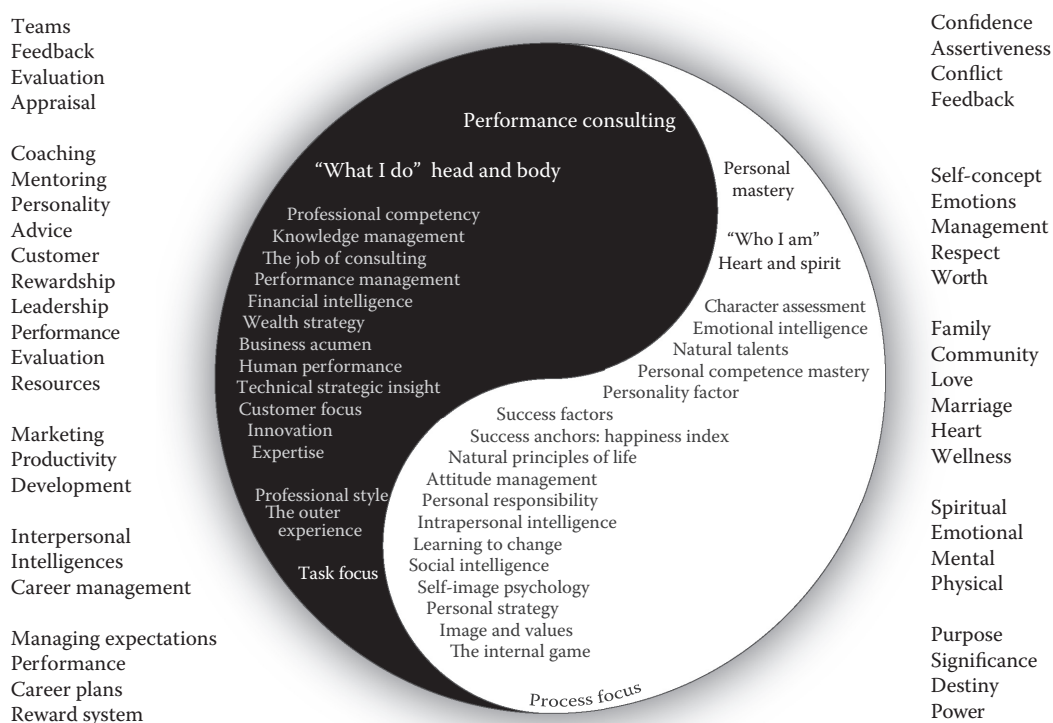 Teams
Feedback
Evaluation
Appraisal
Coaching
Mentoring
Personality
Advice
Customer
Rewardship
Leadership
Performance
Evaluation
Resources
Marketing
Productivity
Development
Interpersonal
Intelligences
Career management
Managing expectations
Performance
Career plans
Reward system
Performance consulting
“What I do” head and body
Professional competency
Knowledge management
The job of consulting
Performance management
Financial intelligence
Wealth strategy
Business acumen
Human performance
Technical strategic insight
Customer focus
Innovation
Expertise
Professional style
The outer
experience
Task focus
Personal
mastery
“Who I am”
Heart and spirit
Character assessment
Emotional intelligence
Natural talents
Personal competence mastery
Personality factor
Success factors
Success anchors: happiness index
Natural principles of life
Attitude management
Personal responsibility
Intrapersonal intelligence
Learning to change
Social intelligence
Self-image psychology
Personal strategy
Image and values
The internal game
Process focus
Confidence
Assertiveness
Conflict
Feedback
Self-concept
Emotions
Management
Respect
Worth
Family
Community
Love
Marriage
Heart
Wellness
Spiritual
Emotional
Mental
Physical
Purpose
Significance
Destiny
Power